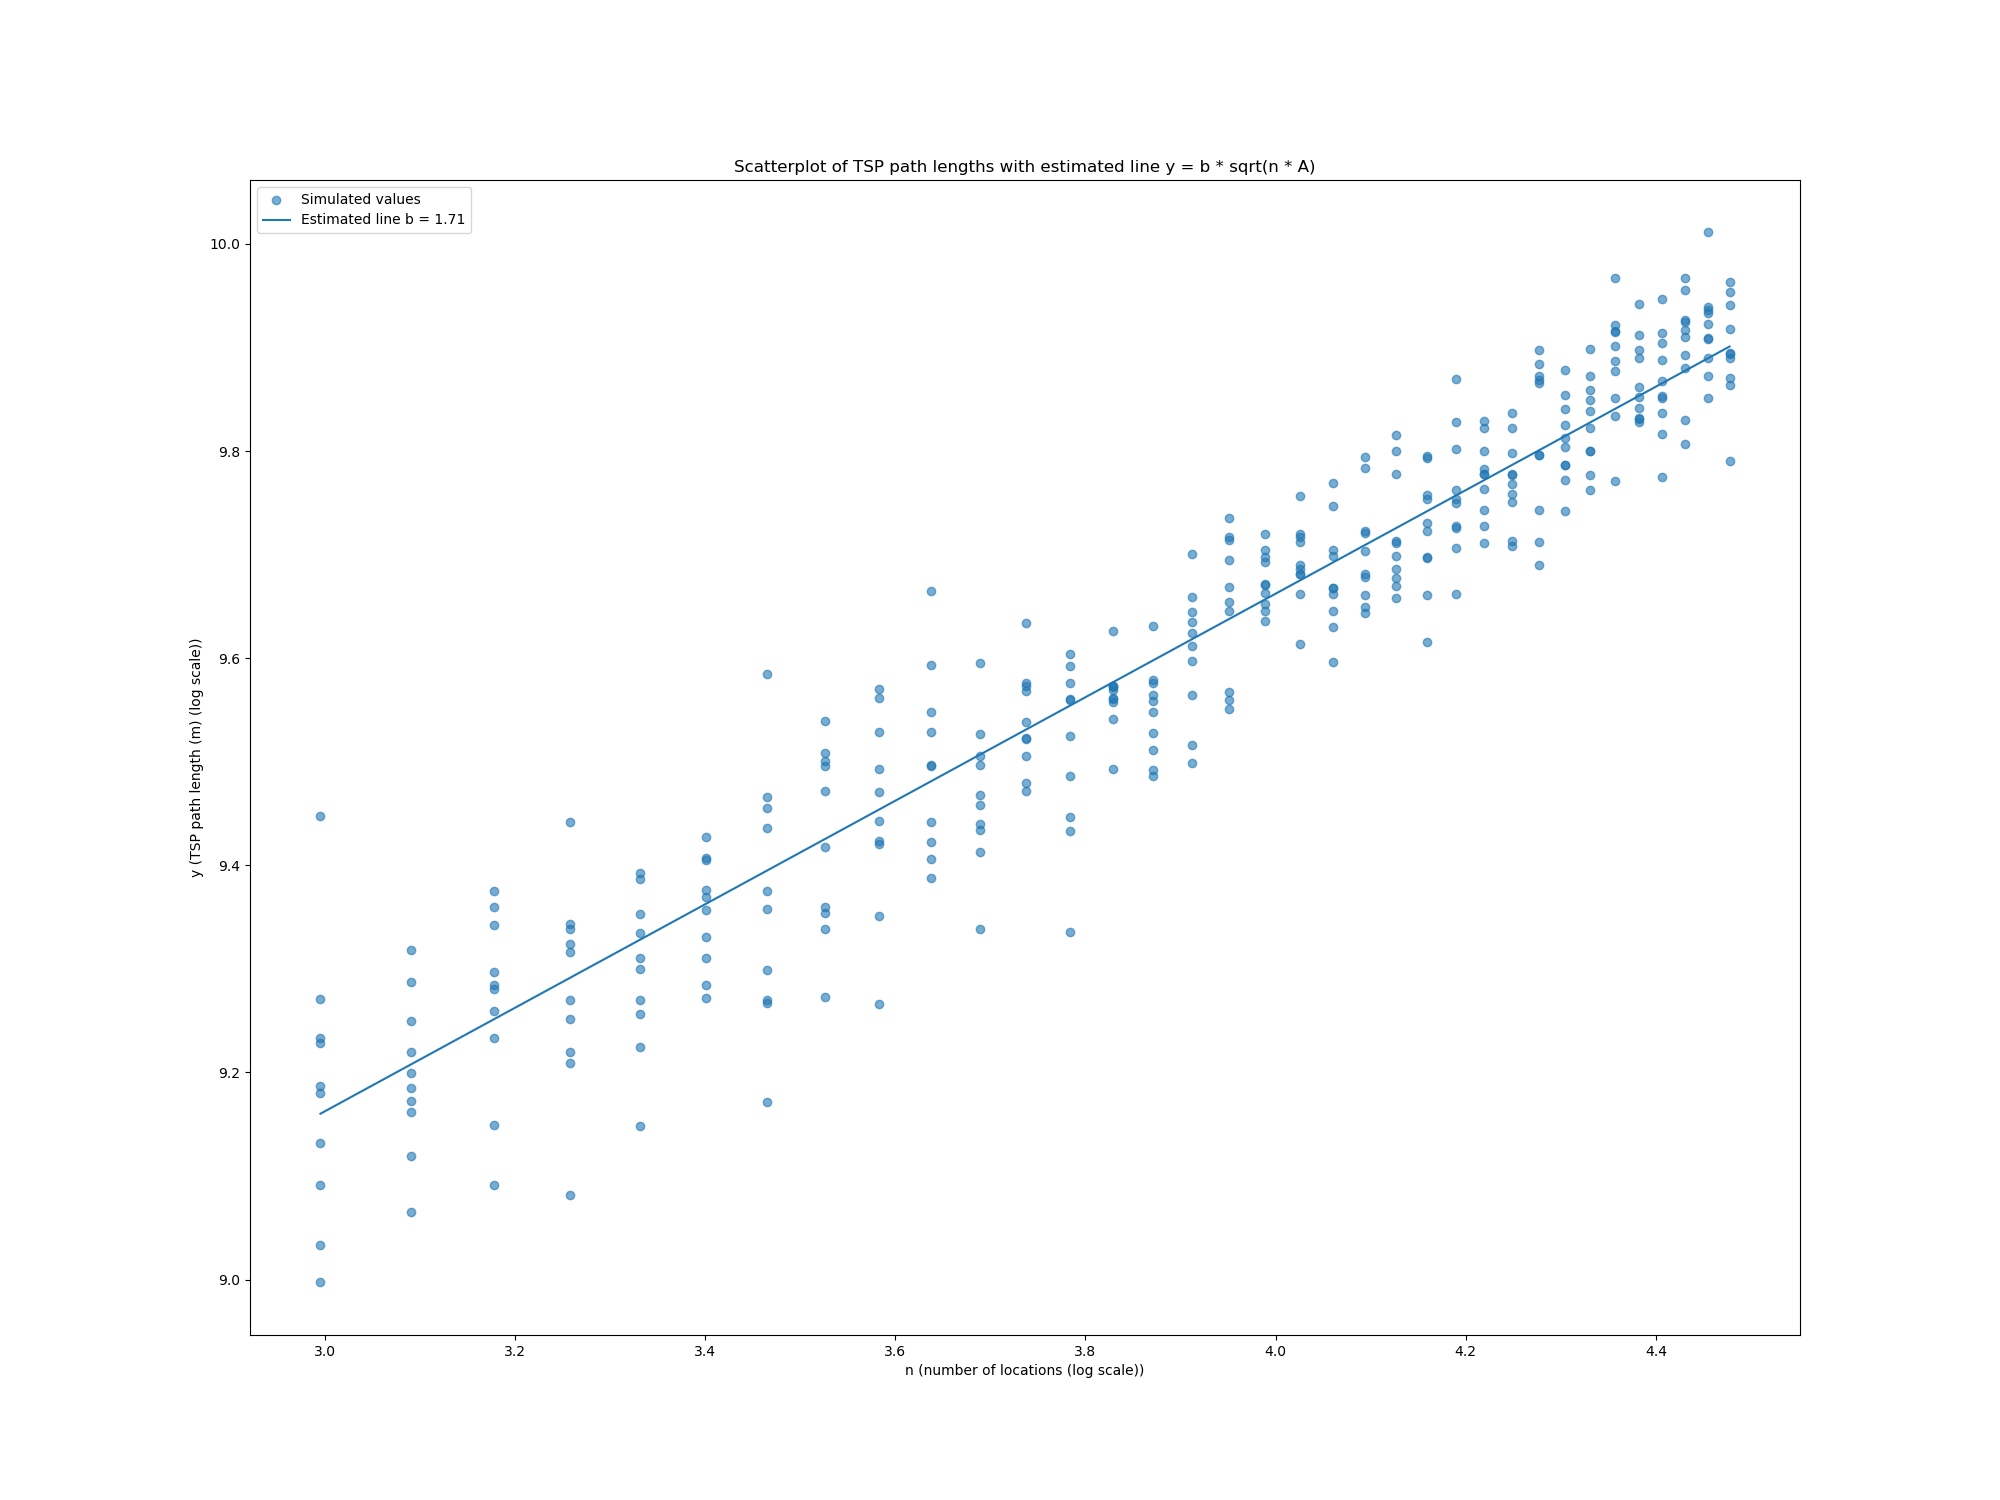 Scatterplot of TSP path lengths with estimated line y = b * sqrt(n * A)
Simulated values
Estimated line b = 1.71
y (TSP path length (m) (log scale))
10.0
9.8
9.6
9.4
9.2
9.0
3.0 3.2 3.4 3.6 3.8 4.0 4.2 4.4
n (number of locations (log scale))